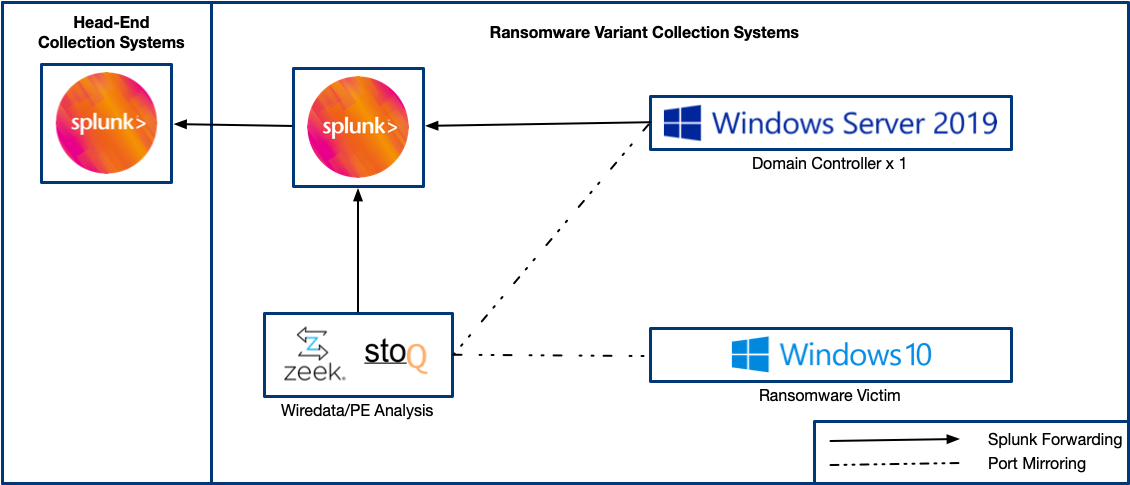 Head-End
Collection Systems
Ransomware Variant Collection Systems
splunk>
splunk>
Windows Server 2019
Domain Controller x 1
zeek.
stoQ
Wiredata/PE Analysis
Windows 10
Ransomware Victim
Splunk Forwarding
Port Mirroring